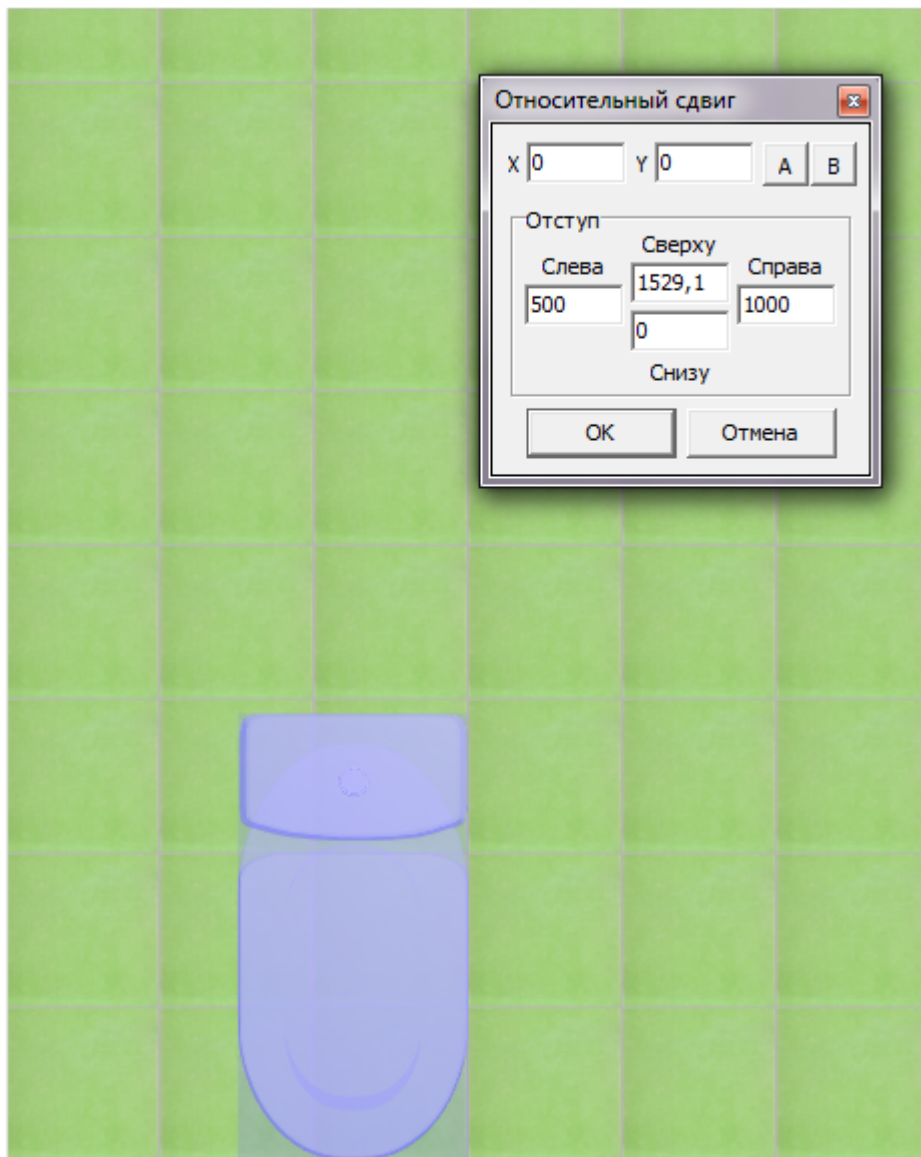 Относительный сдвиг
X 0 Y 0 A B
Отступ
Сверху
Слева 1529,1 Справа
500 0 1000
Снизу
OK Отмена